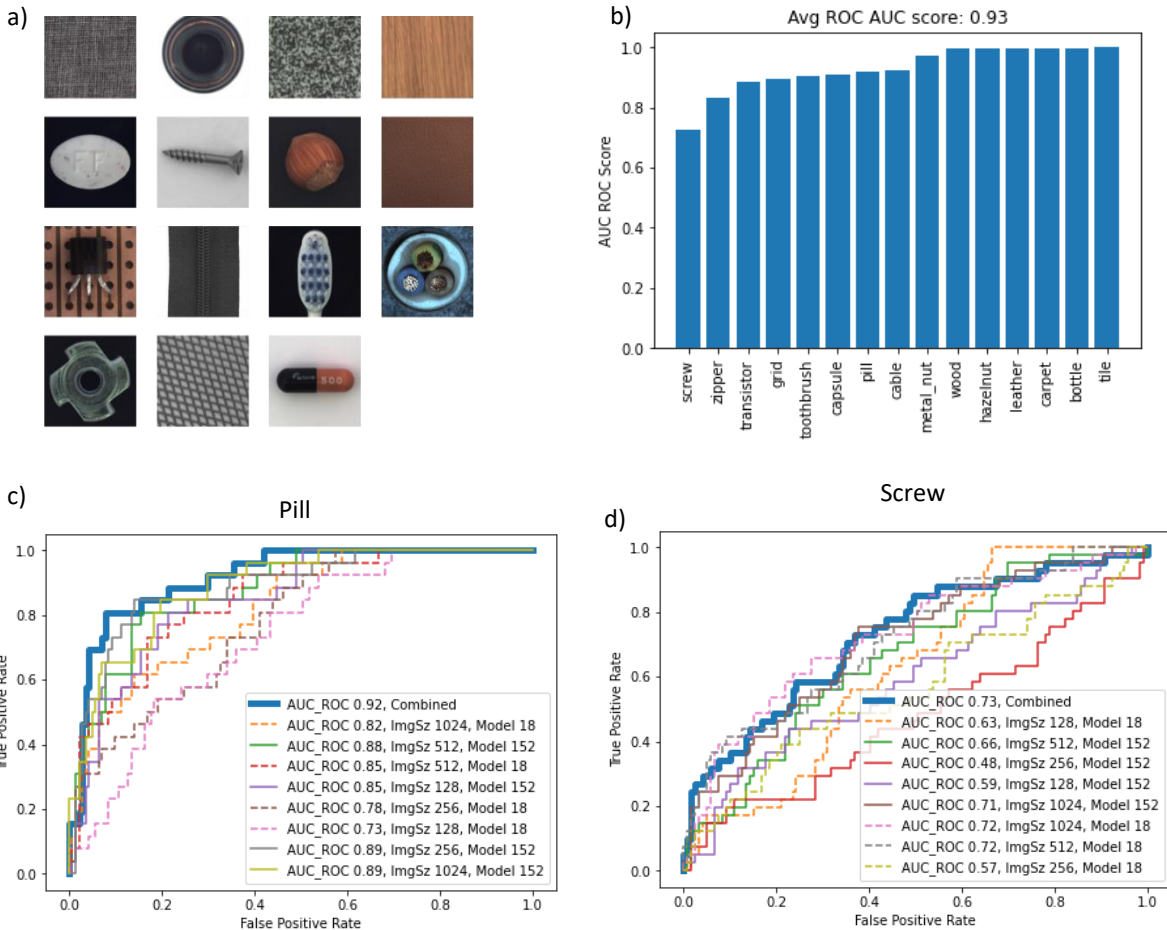 a)
FF
500
b)
Avg ROC AUC score: 0.93
AUC ROC Score
1.0
0.8
0.6
0.4
0.2
0.0
screw
zipper
transistor
grid
toothbrush
capsule
pill
cable
metal_nut
wood
hazelnut
leather
carpet
bottle
tile
c)
Pill
True Positive Rate
1.0
0.8
0.6
0.4
0.2
0.0
AUC_ROC 0.92, Combined
AUC_ROC 0.82, ImgSz 1024, Model 18
AUC_ROC 0.88, ImgSz 512, Model 152
AUC_ROC 0.85, ImgSz 512, Model 18
AUC_ROC 0.85, ImgSz 128, Model 152
AUC_ROC 0.78, ImgSz 256, Model 18
AUC_ROC 0.73, ImgSz 128, Model 18
AUC_ROC 0.89, ImgSz 256, Model 152
AUC_ROC 0.89, ImgSz 1024, Model 152
0.0 0.2 0.4 0.6 0.8 1.0
False Positive Rate
d)
Screw
True Positive Rate
1.0
0.8
0.6
0.4
0.2
0.0
AUC_ROC 0.73, Combined
AUC_ROC 0.63, ImgSz 128, Model 18
AUC_ROC 0.66, ImgSz 512, Model 152
AUC_ROC 0.48, ImgSz 256, Model 152
AUC_ROC 0.59, ImgSz 128, Model 152
AUC_ROC 0.71, ImgSz 1024, Model 152
AUC_ROC 0.72, ImgSz 1024, Model 18
AUC_ROC 0.72, ImgSz 512, Model 18
AUC_ROC 0.57, ImgSz 256, Model 18
0.0 0.2 0.4 0.6 0.8 1.0
False Positive Rate